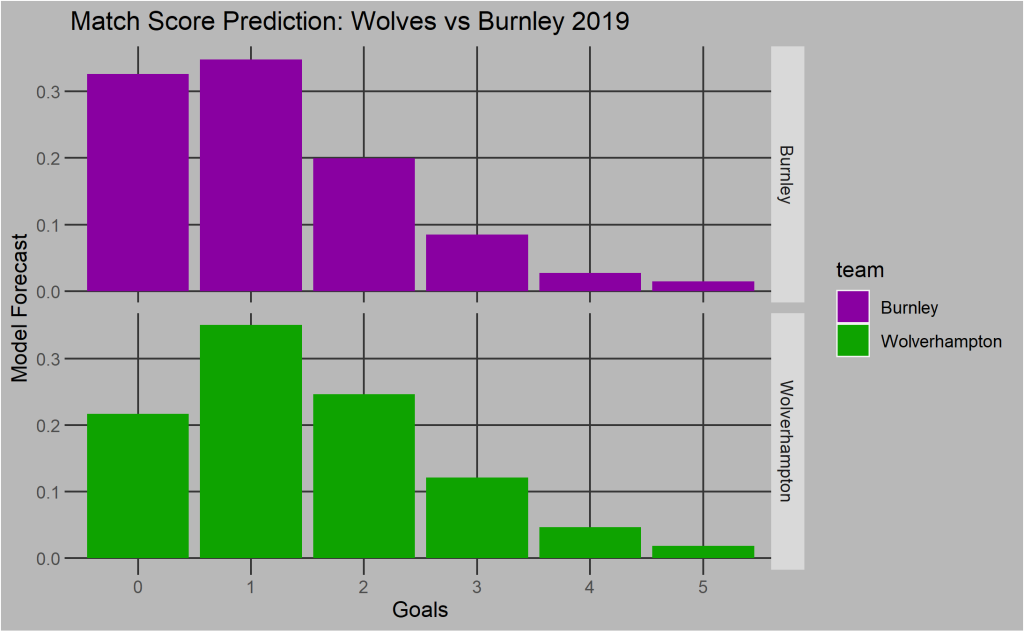 Match Score Prediction: Wolves vs Burnley 2019
Model Forecast
0.3
0.2
0.1
0.0
Burnley
0.3
0.2
0.1
0.0
Wolverhampton
0
1
2
3
4
5
Goals
team
Burnley
Wolverhampton